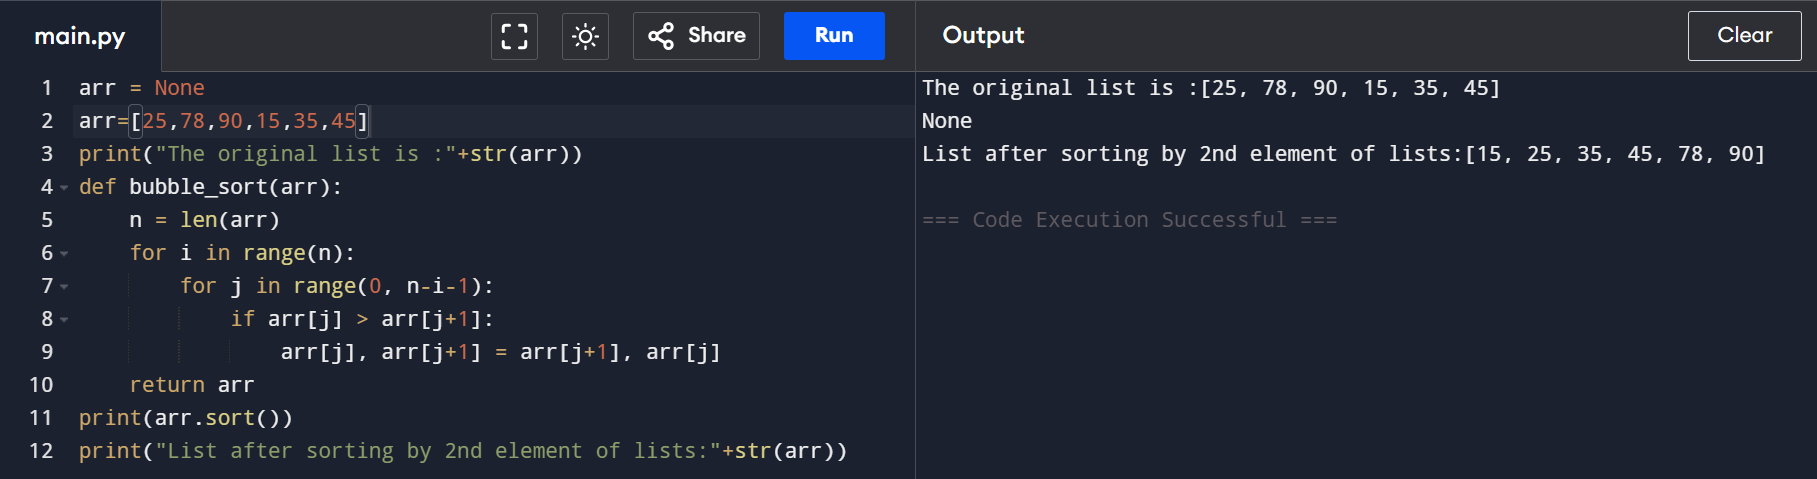 main.py Share Run Output Clear
1 arr = None
2 arr=[25,78,90,15,35,45]
3 print("The original list is :"+str(arr))
4 def bubble_sort(arr):
5     n = len(arr)
6     for i in range(n):
7         for j in range(0, n-i-1):
8             if arr[j] > arr[j+1]:
9                 arr[j], arr[j+1] = arr[j+1], arr[j]
10     return arr
11 print(arr.sort())
12 print("List after sorting by 2nd element of lists:"+str(arr))
The original list is :[25, 78, 90, 15, 35, 45]
None
List after sorting by 2nd element of lists:[15, 25, 35, 45, 78, 90]
=== Code Execution Successful ===